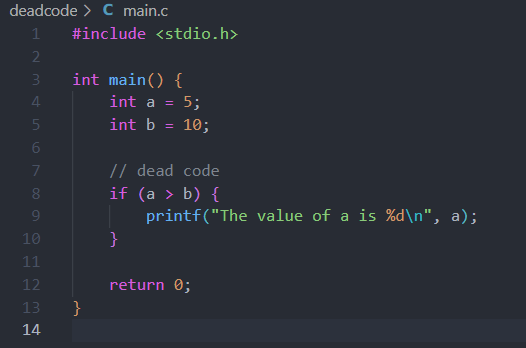 deadcode > C main.c
1 #include <stdio.h>
2
3 int main() {
4     int a = 5;
5     int b = 10;
6
7     // dead code
8     if (a > b) {
9         printf("The value of a is %d\n", a);
10     }
11
12     return 0;
13 }
14